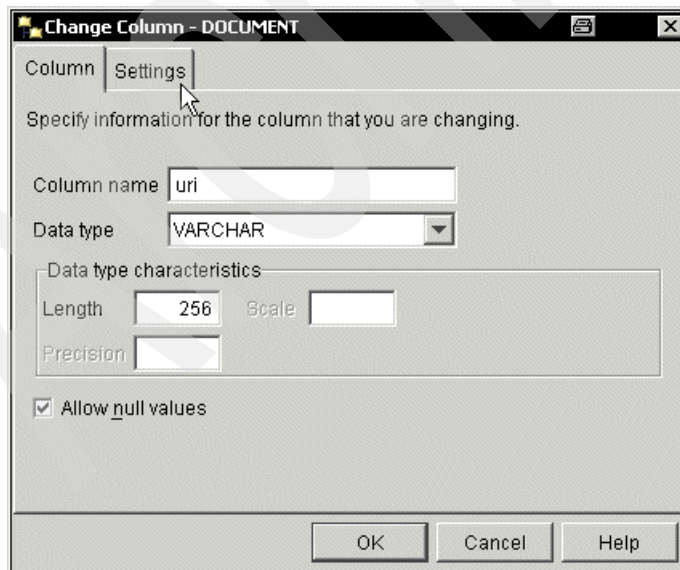 Change Column - DOCUMENT
Column Settings
Specify information for the column that you are changing.
Column name uri
Data type VARCHAR
Data type characteristics
Length 256 Scale
Precision
Allow null values
OK Cancel Help